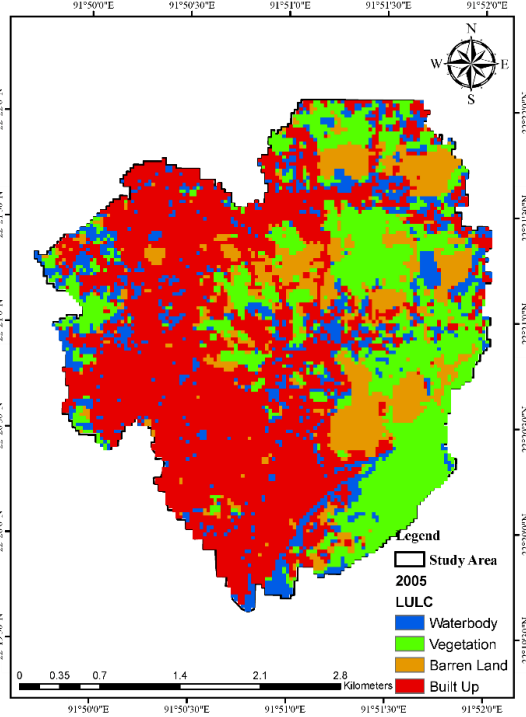 91°50'0"E 91°50'30"E 91°51'0"E 91°51'30"E 91°52'0"E
N
W E
S
Legend
Study Area
2005
LULC
Waterbody
Vegetation
Barren Land
Built Up
0 0.35 0.7 1.4 2.1 2.8
Kilometers
91°50'0"E 91°50'30"E 91°51'0"E 91°51'30"E 91°52'0"E